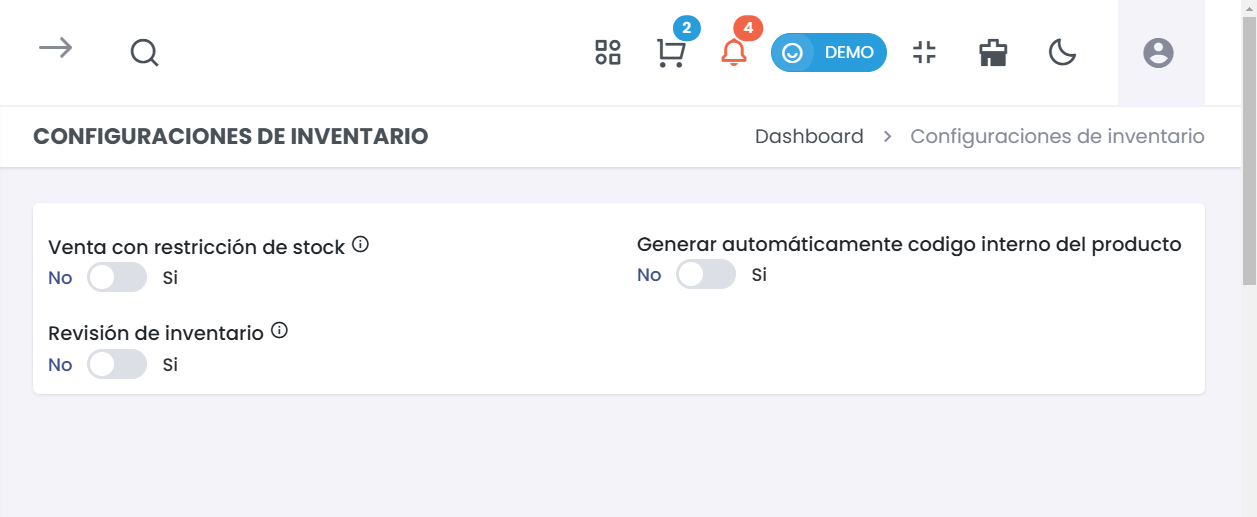 2
4
DEMO
CONFIGURACIONES DE INVENTARIO
Dashboard > Configuraciones de inventario
Venta con restricción de stock
No Si
Generar automáticamente codigo interno del producto
No Si
Revisión de inventario
No Si